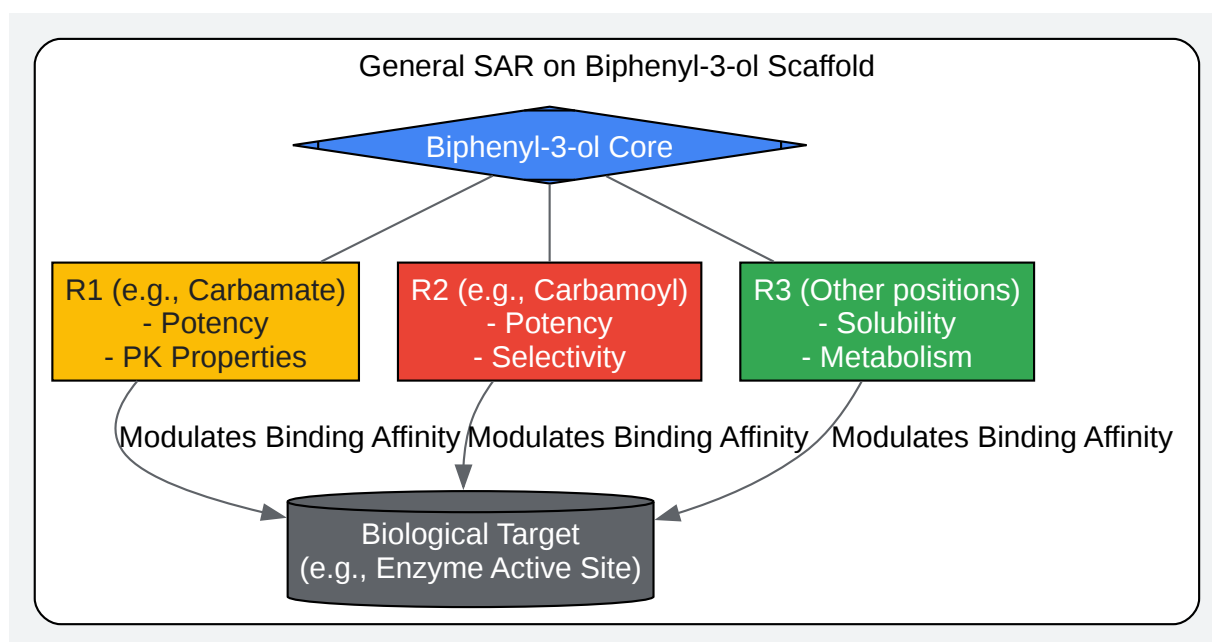 General SAR on Biphenyl-3-ol Scaffold
Biphenyl-3-ol Core
R1 (e.g., Carbamate)
- Potency
- PK Properties
R2 (e.g., Carbamoyl)
- Potency
- Selectivity
R3 (Other positions)
- Solubility
- Metabolism
Modulates Binding Affinity
Modulates Binding Affinity
Modulates Binding Affinity
Biological Target
(e.g., Enzyme Active Site)